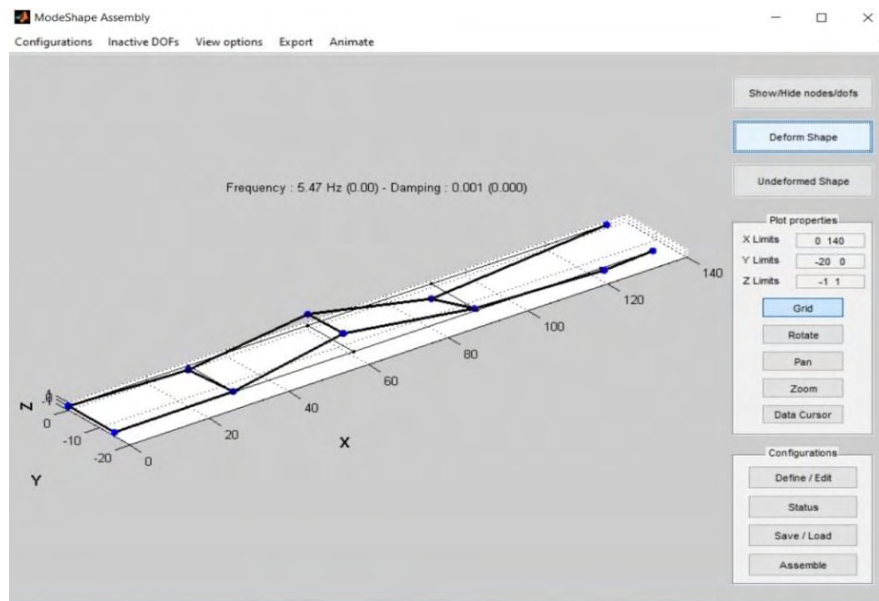 ModeShape Assembly
Configurations Inactive DOFs View options Export Animate
Show/Hide nodes/dofs
Deform Shape
Undeformed Shape
Frequency : 5.47 Hz (0.00) - Damping : 0.001 (0.000)
Plot properties
X Limits 0 140
Y Limits -20 0
Z Limits -1 1
Grid
Rotate
Pan
Zoom
Data Cursor
Configurations
Define / Edit
Status
Save / Load
Assemble
140
120
100
80
60
40
20
0
X
Z
0
-10
-20
Y